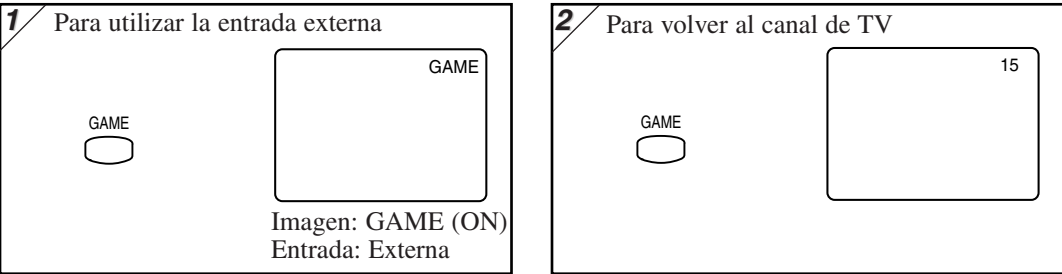 1 Para utilizar la entrada externa
GAME
GAME
Imagen: GAME (ON)
Entrada: Externa
2 Para volver al canal de TV
15
GAME